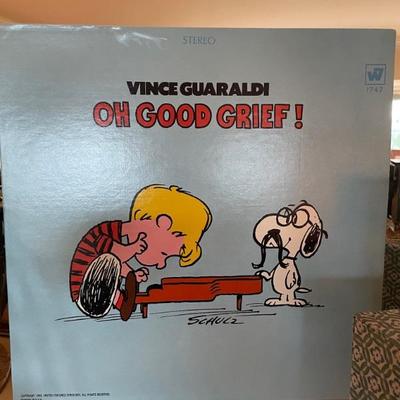 STEREO
W
1747
VINCE GUARALDI
OH GOOD GRIEF!
SCHULZ